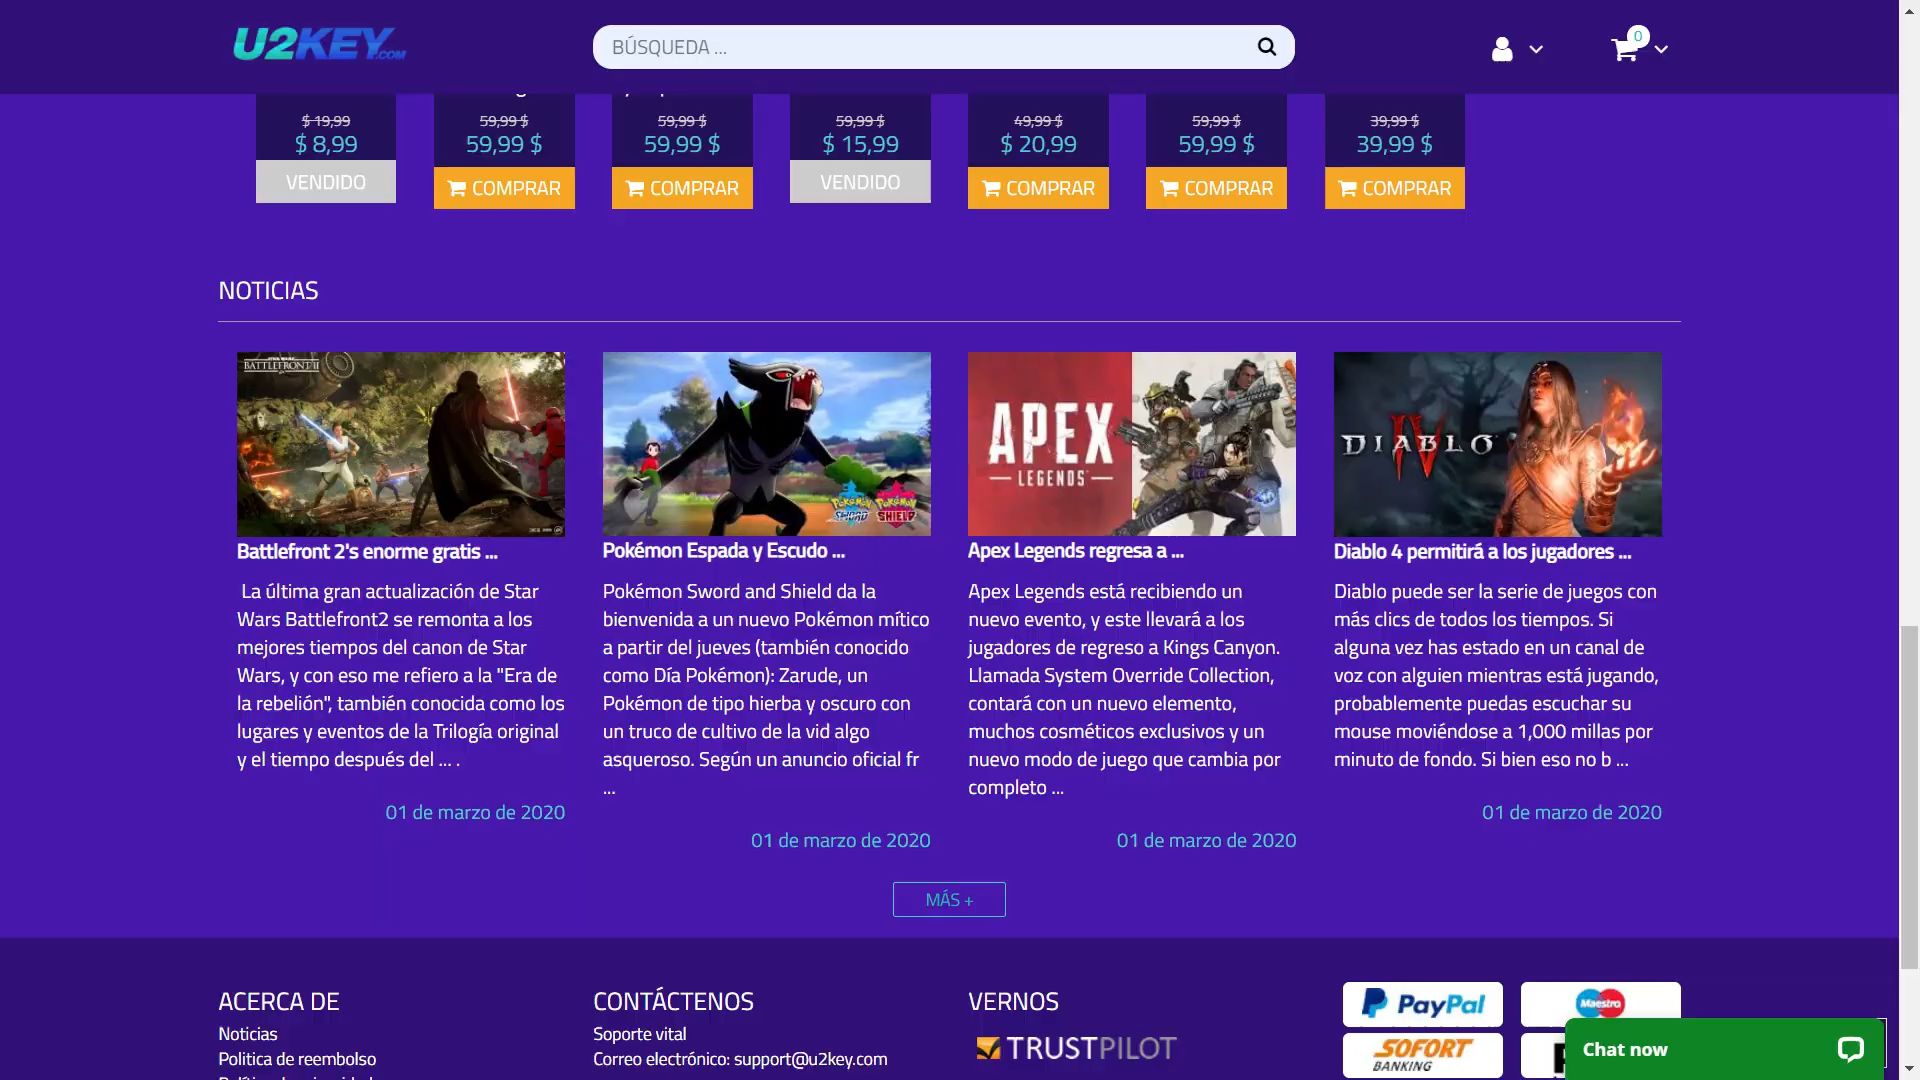 U2KEY.COM
BÚSQUEDA ...
0
$ 19,99
59,99 $
59,99 $
59,99 $
49,99 $
59,99 $
39,99 $
$ 8,99
59,99 $
59,99 $
$ 15,99
$ 20,99
59,99 $
39,99 $
VENDIDO
COMPRAR
COMPRAR
VENDIDO
COMPRAR
COMPRAR
COMPRAR
NOTICIAS
BATTLEFRONT II
Battlefront 2's enorme gratis ...
La última gran actualización de Star
Wars Battlefront2 se remonta a los
mejores tiempos del canon de Star
Wars, y con eso me refiero a la "Era de
la rebelión", también conocida como los
lugares y eventos de la Trilogía original
y el tiempo después del ... .
01 de marzo de 2020
POKÉMON SWORD
POKÉMON SHIELD
Pokémon Espada y Escudo ...
Pokémon Sword and Shield da la
bienvenida a un nuevo Pokémon mítico
a partir del jueves (también conocido
como Día Pokémon): Zarude, un
Pokémon de tipo hierba y oscuro con
un truco de cultivo de la vid algo
asqueroso. Según un anuncio oficial fr
...
01 de marzo de 2020
APEX
LEGENDS
Apex Legends regresa a ...
Apex Legends está recibiendo un
nuevo evento, y este llevará a los
jugadores de regreso a Kings Canyon.
Llamada System Override Collection,
contará con un nuevo elemento,
muchos cosméticos exclusivos y un
nuevo modo de juego que cambia por
completo ...
01 de marzo de 2020
DIABLO IV
Diablo 4 permitirá a los jugadores ...
Diablo puede ser la serie de juegos con
más clics de todos los tiempos. Si
alguna vez has estado en un canal de
voz con alguien mientras está jugando,
probablemente puedas escuchar su
mouse moviéndose a 1,000 millas por
minuto de fondo. Si bien eso no b ...
01 de marzo de 2020
MÁS +
ACERCA DE
Noticias
Politica de reembolso
CONTÁCTENOS
Soporte vital
Correo electrónico: support@u2key.com
VERNOS
TRUSTPILOT
PayPal
Maestro
SOFORT
BANKING
Chat now